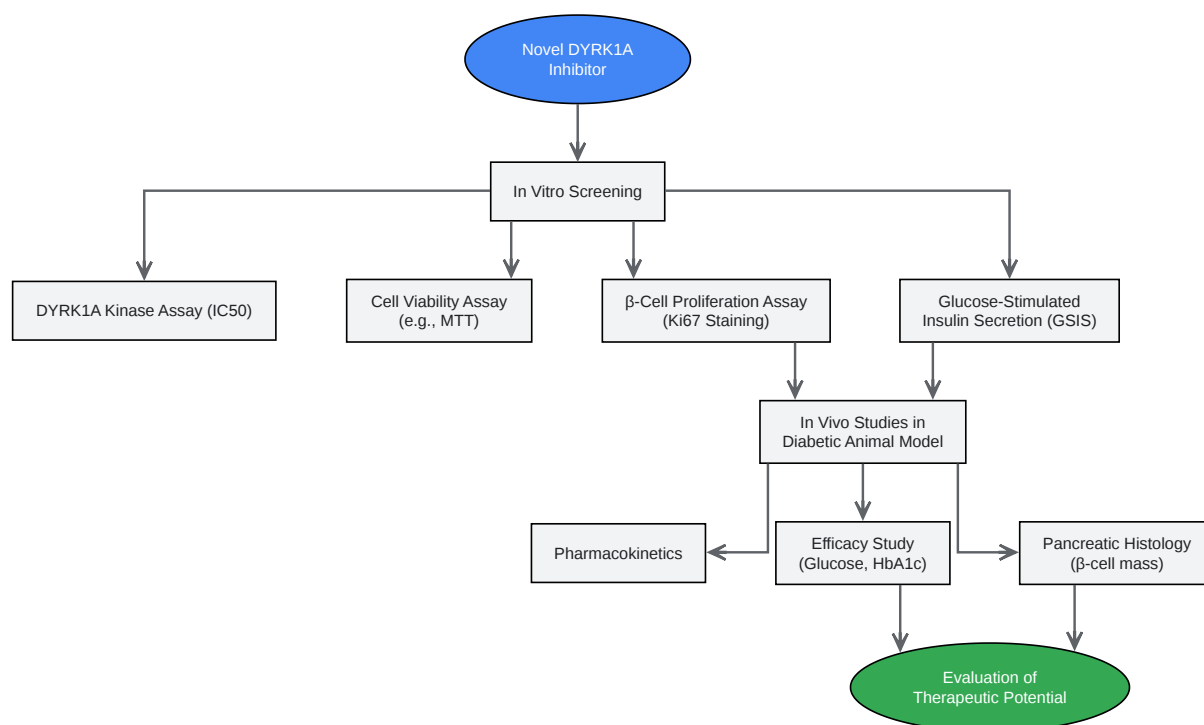 Novel DYRK1A
Inhibitor
In Vitro Screening
DYRK1A Kinase Assay (IC50)
Cell Viability Assay
(e.g., MTT)
β-Cell Proliferation Assay
(Ki67 Staining)
Glucose-Stimulated
Insulin Secretion (GSIS)
In Vivo Studies in
Diabetic Animal Model
Pharmacokinetics
Efficacy Study
(Glucose, HbA1c)
Pancreatic Histology
(β-cell mass)
Evaluation of
Therapeutic Potential